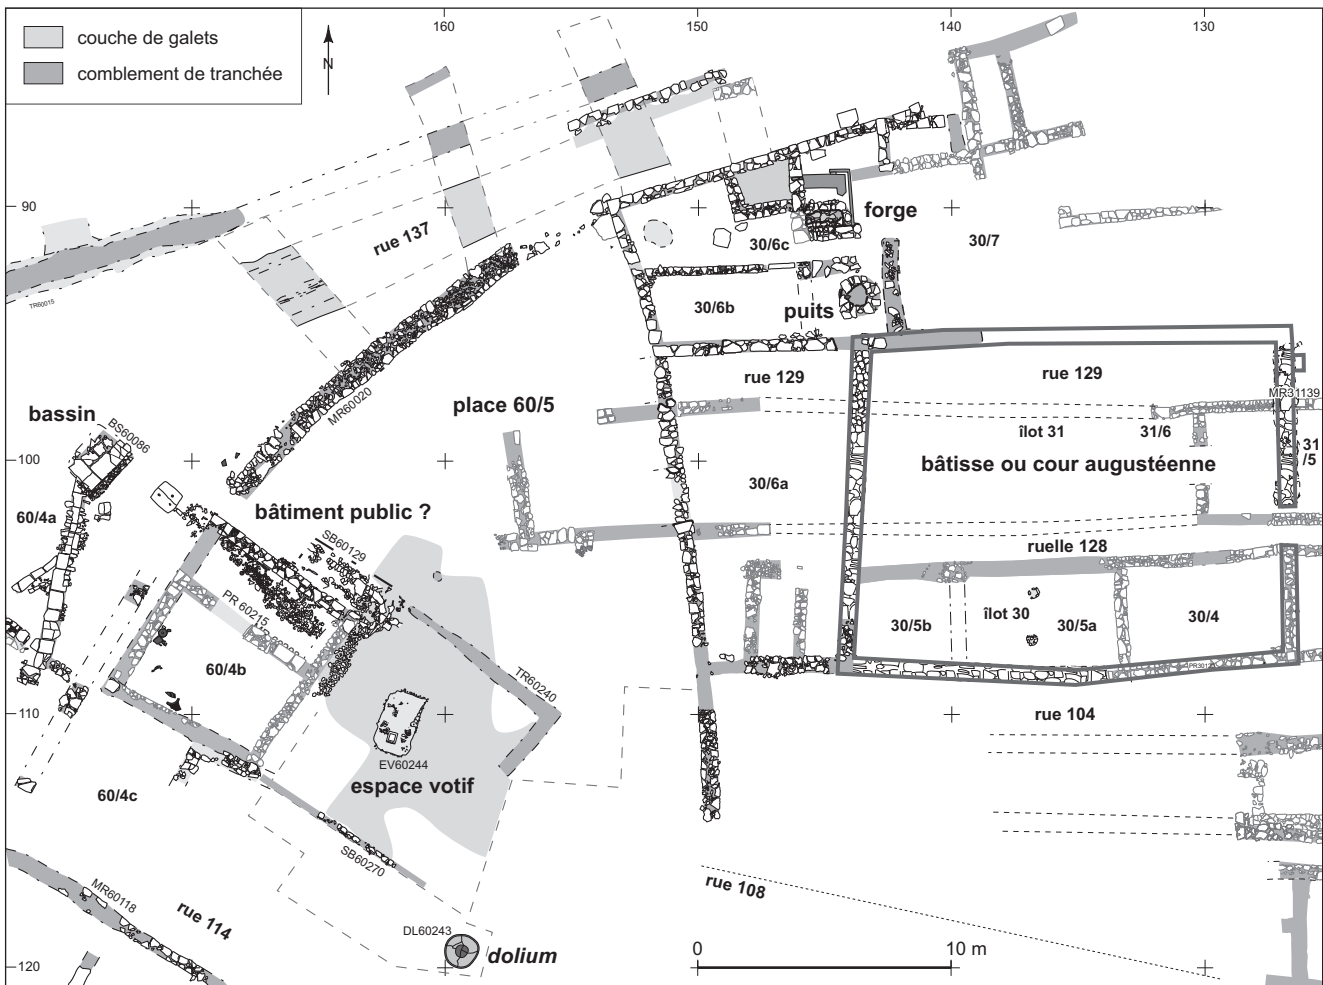 couche de galets
comblement de tranchée
N
160
150
140
130
90
rue 137
TR60015
forge
30/6c
30/7
30/6b
puits
rue 129
rue 129
MR31139
MR60020
bassin
BS60086
place 60/5
îlot 31
31/6
31
/5
100
bâtisse ou cour augustéenne
60/4a
30/6a
bâtiment public ?
SB60129
ruelle 128
PR 60215
îlot 30
30/5b
30/5a
30/4
60/4b
TR60240
110
rue 104
EV60244
espace votif
60/4c
SB60270
MR60118
rue 114
rue 108
DL60243
dolium
0
10 m
120